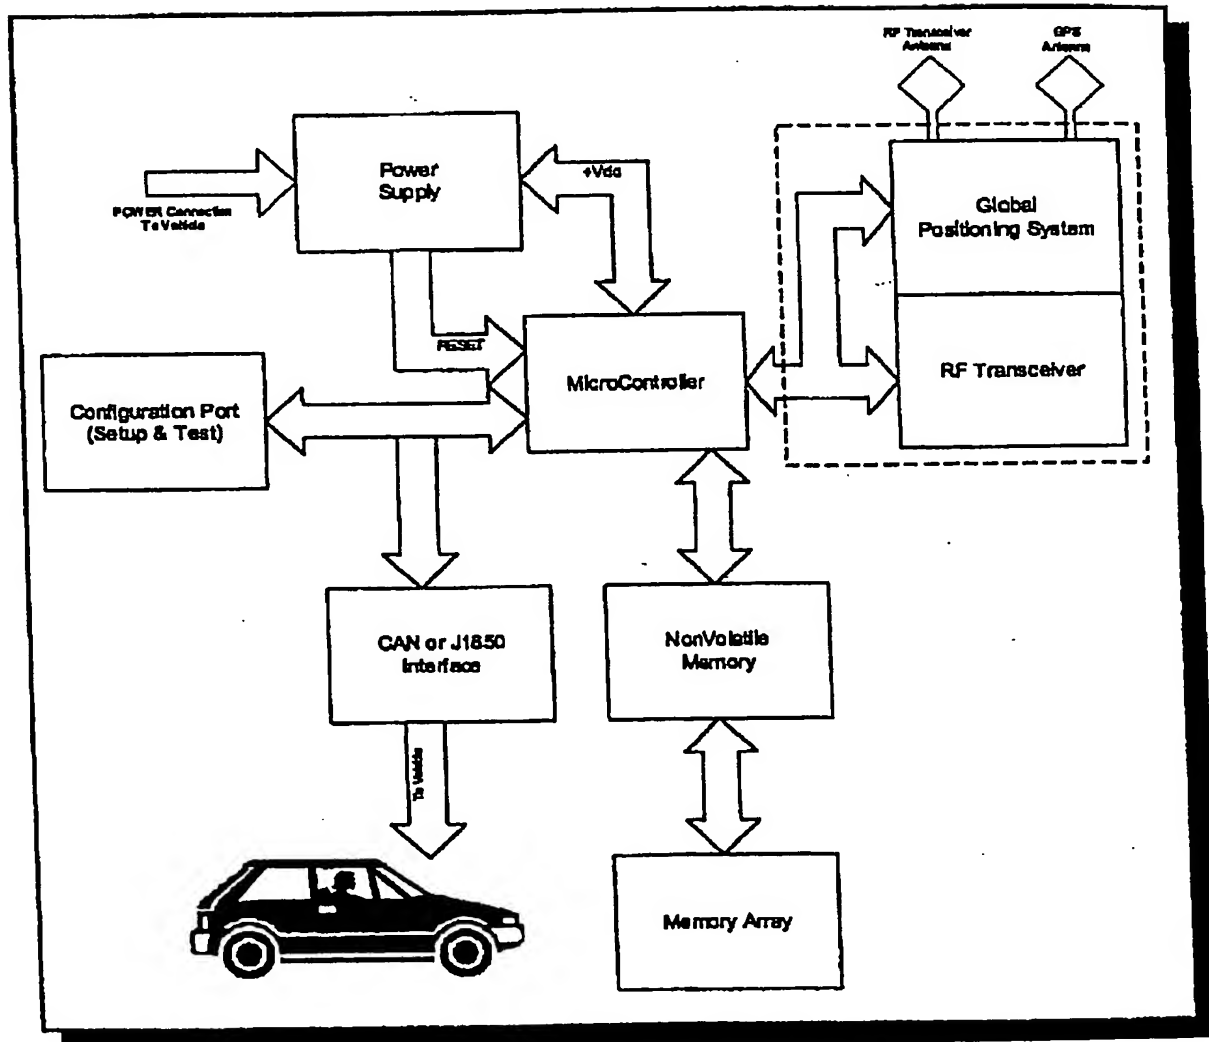 RF Transceiver
Antenna
GPS
Antenna
Power
Supply
+Vdc
POWER Connection
To Vehicle
Global
Positioning System
RESET
MicroController
RF Transceiver
Configuration Port
(Setup & Test)
CAN or J1850
Interface
NonVolatile
Memory
To Vehicle
Memory Array